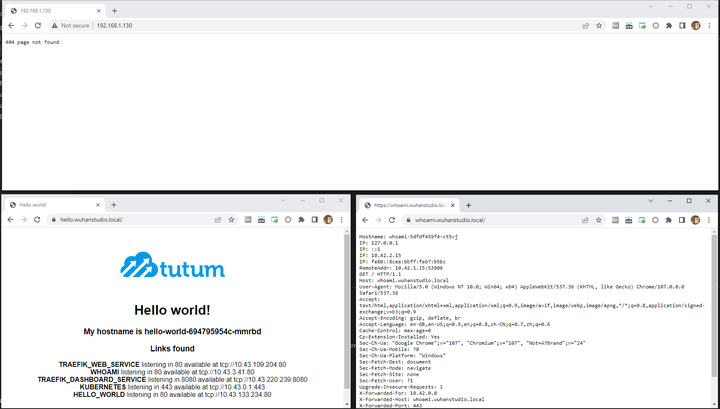 192.168.1.130
Not secure
192.168.1.130
404 page not found
Hello world!
hello.wuhanstudio.local/
tutum
Hello world!
My hostname is hello-world-694795954c-mmrbd
Links found
TRAEFIK_WEB_SERVICE listening in 80 available at tcp://10.43.109.204:80
WHOAMI listening in 80 available at tcp://10.43.3.41:80
TRAEFIK_DASHBOARD_SERVICE listening in 8080 available at tcp://10.43.220.239:8080
KUBERNETES listening in 443 available at tcp://10.43.0.1:443
HELLO_WORLD listening in 80 available at tcp://10.43.133.234:80
https://whoami.wuhanstudio.loc
whoami.wuhanstudio.local/
Hostname: whoami-5dfdf459f4-ct5vj
IP: 127.0.0.1
IP: ::1
IP: 10.42.2.15
RemoteAddr: 10.42.1.15:53906
GET / HTTP/1.1
Host: whoami.wuhanstudio.local
User-Agent: Mozilla/5.0 (Windows NT 10.0; Win64; x64) AppleWebKit/537.36 (KHTML, like Gecko) Chrome/107.0.0.0
Safari/537.36
Accept:
text/html,application/xhtml+xml,application/xml;q=0.9,image/avif,image/webp,image/apng,*/*;q=0.8,application/signed-
exchange;v=b3;q=0.9
Accept-Encoding: gzip, deflate, br
Accept-Language: en-GB,en-US;q=0.9,en;q=0.8,zh-CN;q=0.7,zh;q=0.6
Cache-Control: max-age=0
Cp-Extension-Installed: Yes
Sec-Ch-Ua: "Google Chrome";v="107", "Chromium";v="107", "Not=A?Brand";v="24"
Sec-Ch-Ua-Mobile: ?0
Sec-Ch-Ua-Platform: "Windows"
Sec-Fetch-Dest: document
Sec-Fetch-Mode: navigate
Sec-Fetch-Site: none
Sec-Fetch-User: ?1
Upgrade-Insecure-Requests: 1
X-Forwarded-For: 10.42.0.0
X-Forwarded-Host: whoami.wuhanstudio.local
X-Forwarded-Port: 443